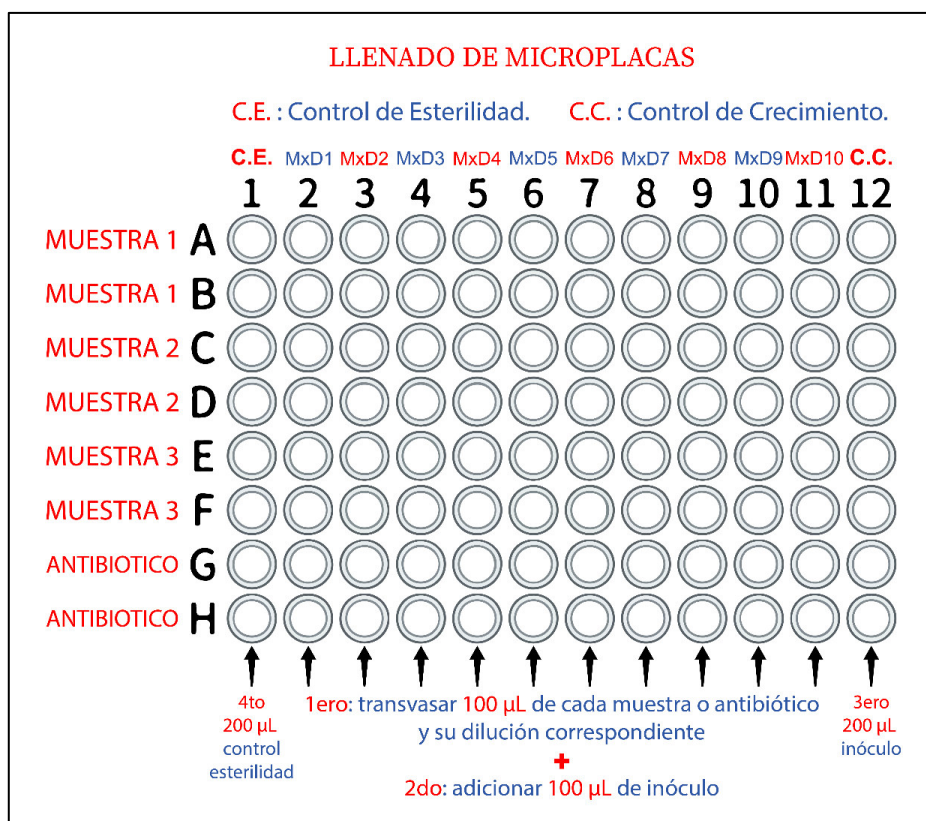 LLENADO DE MICROPLACAS
C.E. : Control de Esterilidad. C.C. : Control de Crecimiento.
C.E. MxD1 MxD2 MxD3 MxD4 MxD5 MxD6 MxD7 MxD8 MxD9 MxD10 C.C.
1 2 3 4 5 6 7 8 9 10 11 12
MUESTRA 1 A
MUESTRA 1 B
MUESTRA 2 C
MUESTRA 2 D
MUESTRA 3 E
MUESTRA 3 F
ANTIBIOTICO G
ANTIBIOTICO H
4to
200 µL
control
esterilidad
1ero: transvasar 100 µL de cada muestra o antibiótico
y su dilución correspondiente
+
2do: adicionar 100 µL de inóculo
3ero
200 µL
inóculo